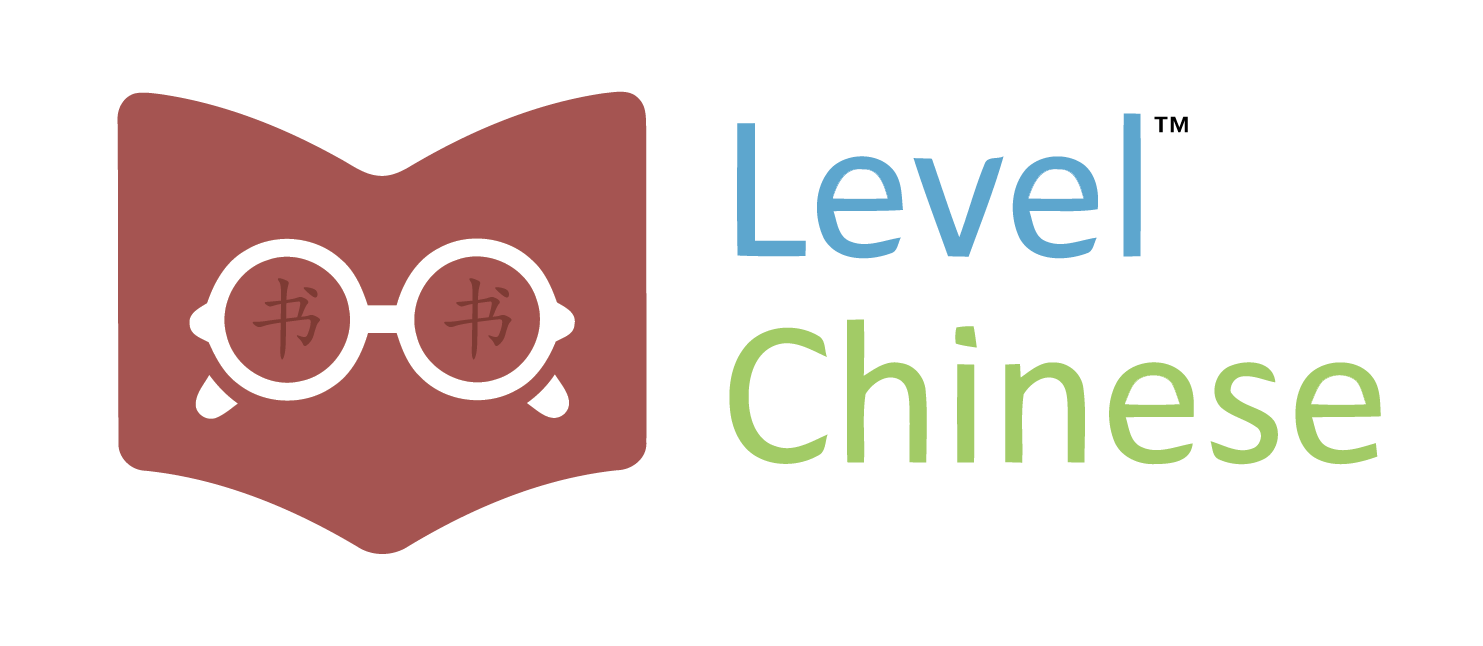 书 书
Level™
Chinese